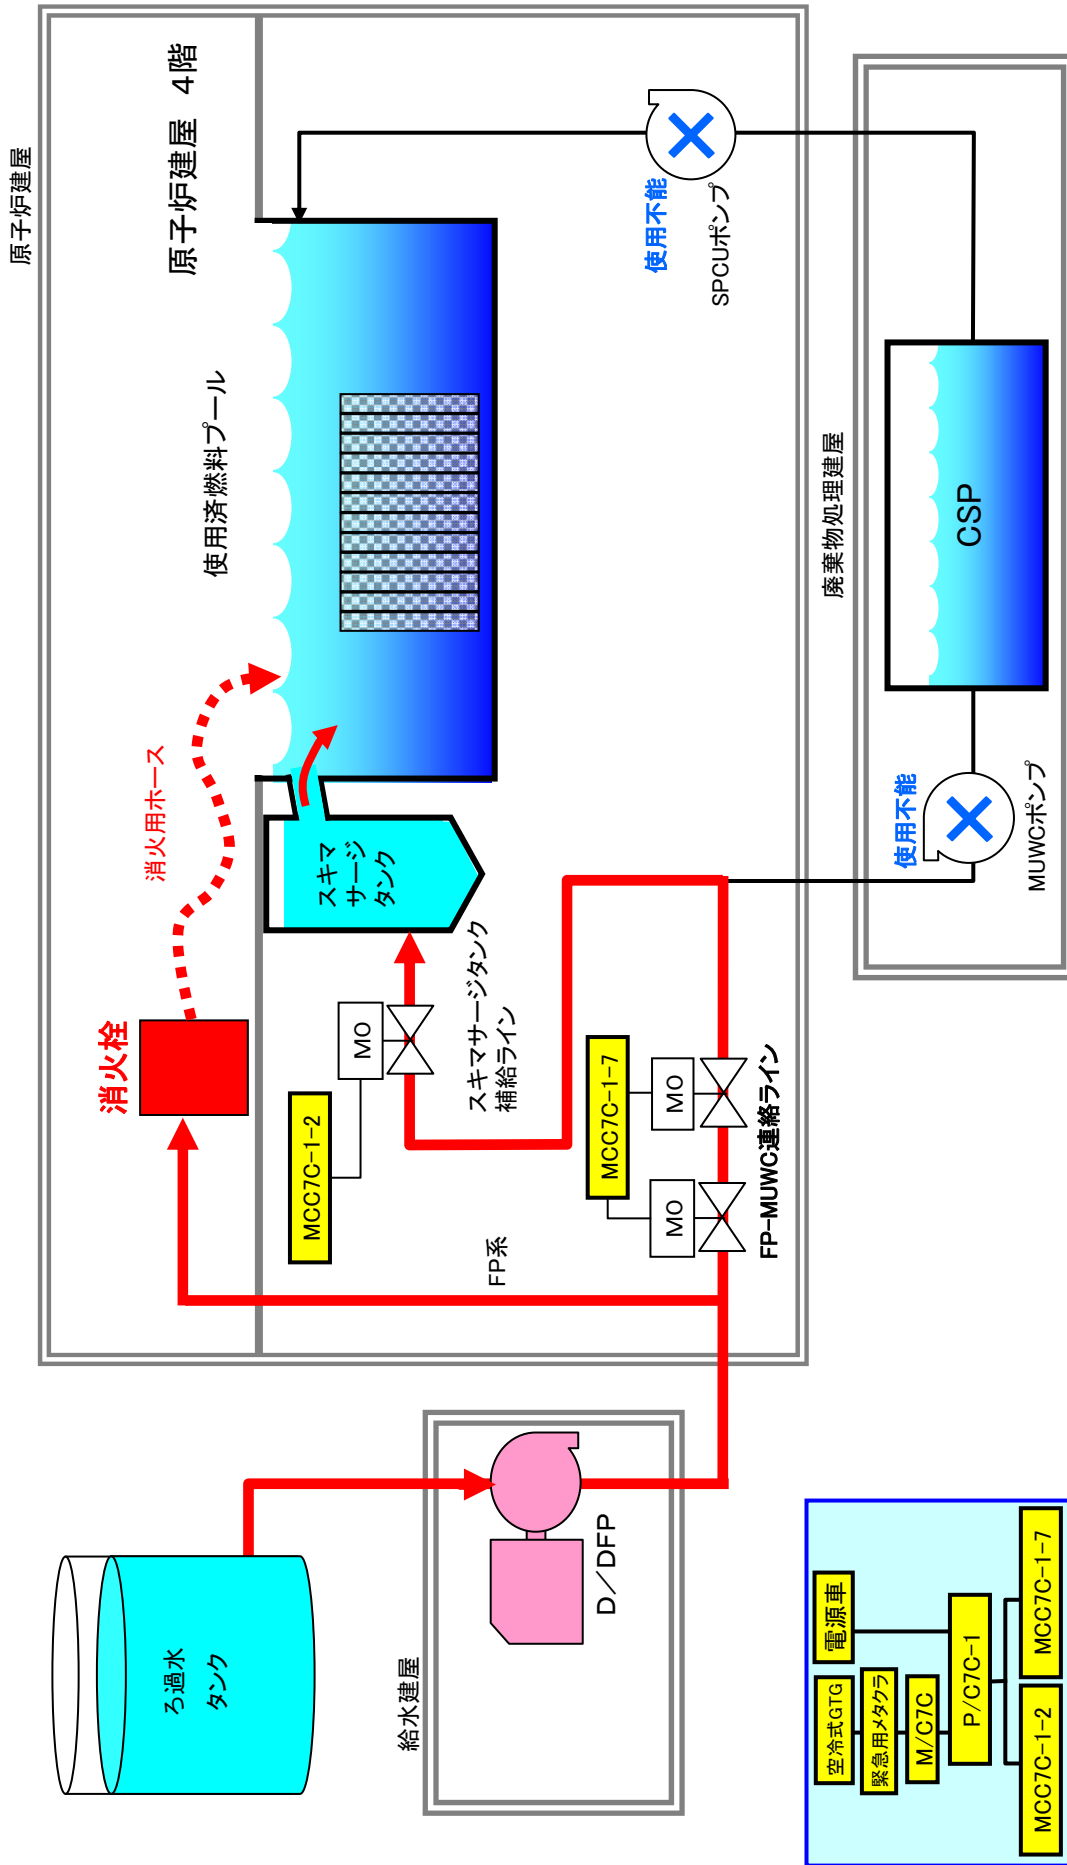 原子炉建屋
原子炉建屋 4階
使用済燃料プール
消火用ホース
消火栓
スキマ
サージ
タンク
スキマサージタンク
補給ライン
MO
MCC7C-1-2
MCC7C-1-7
MO
MO
FP-MUWC連絡ライン
FP系
使用不能
SPCUポンプ
廃棄物処理建屋
CSP
使用不能
MUWCポンプ
ろ過水
タンク
給水建屋
D/DFP
空冷式GTG
電源車
緊急用メタクラ
M/C7C
P/C7C-1
MCC7C-1-2
MCC7C-1-7